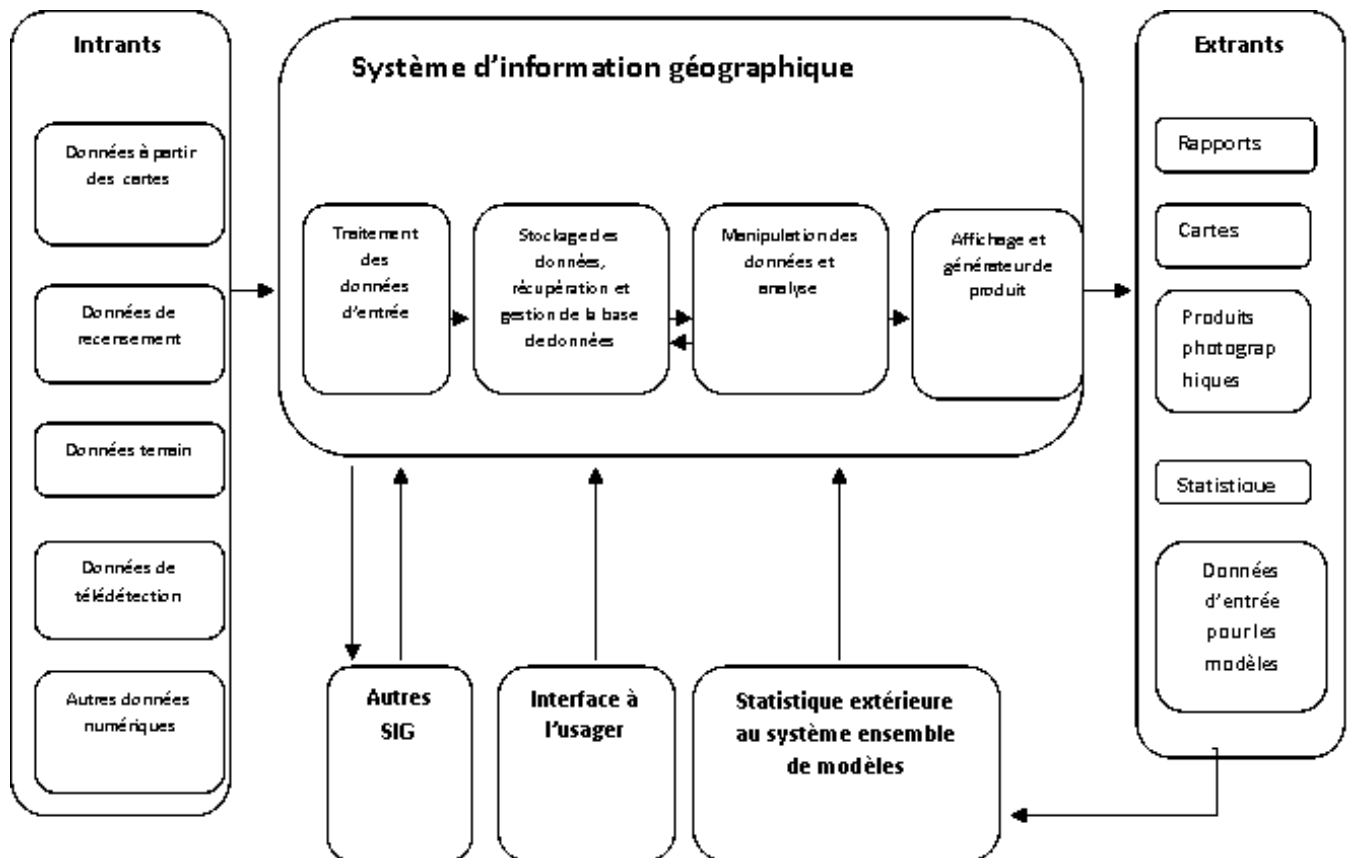 Intrants
Données à partir
des cartes
Données de
recensement
Données terrain
Données de
télédétection
Autres données
numériques
Système d'information géographique
Traitement
des
données
d'entrée
Stockage des
données,
récupération et
gestion de la base
de données
Manipulation des
données et
analyse
Affichage et
générateur de
produit
Autres
SIG
Interface à
l'usager
Statistique extérieure
au système ensemble
de modèles
Extrants
Rapports
Cartes
Produits
photograp
hiques
Statistique
Données
d'entrée
pour les
modèles